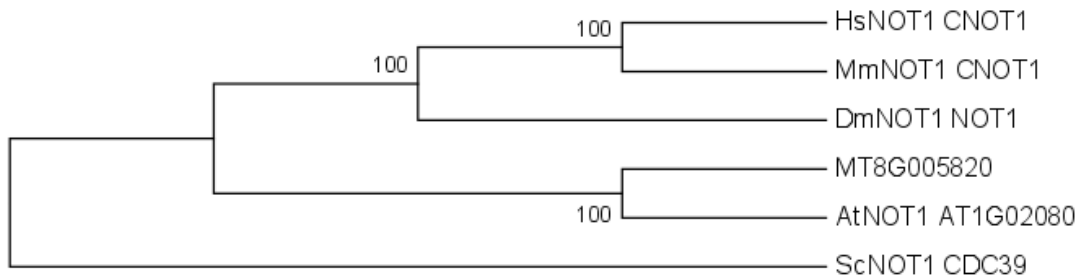 100
HsNOT1 CNOT1
100
MmNOT1 CNOT1
DmNOT1 NOT1
MT8G005820
100
AtNOT1 AT1G02080
ScNOT1 CDC39